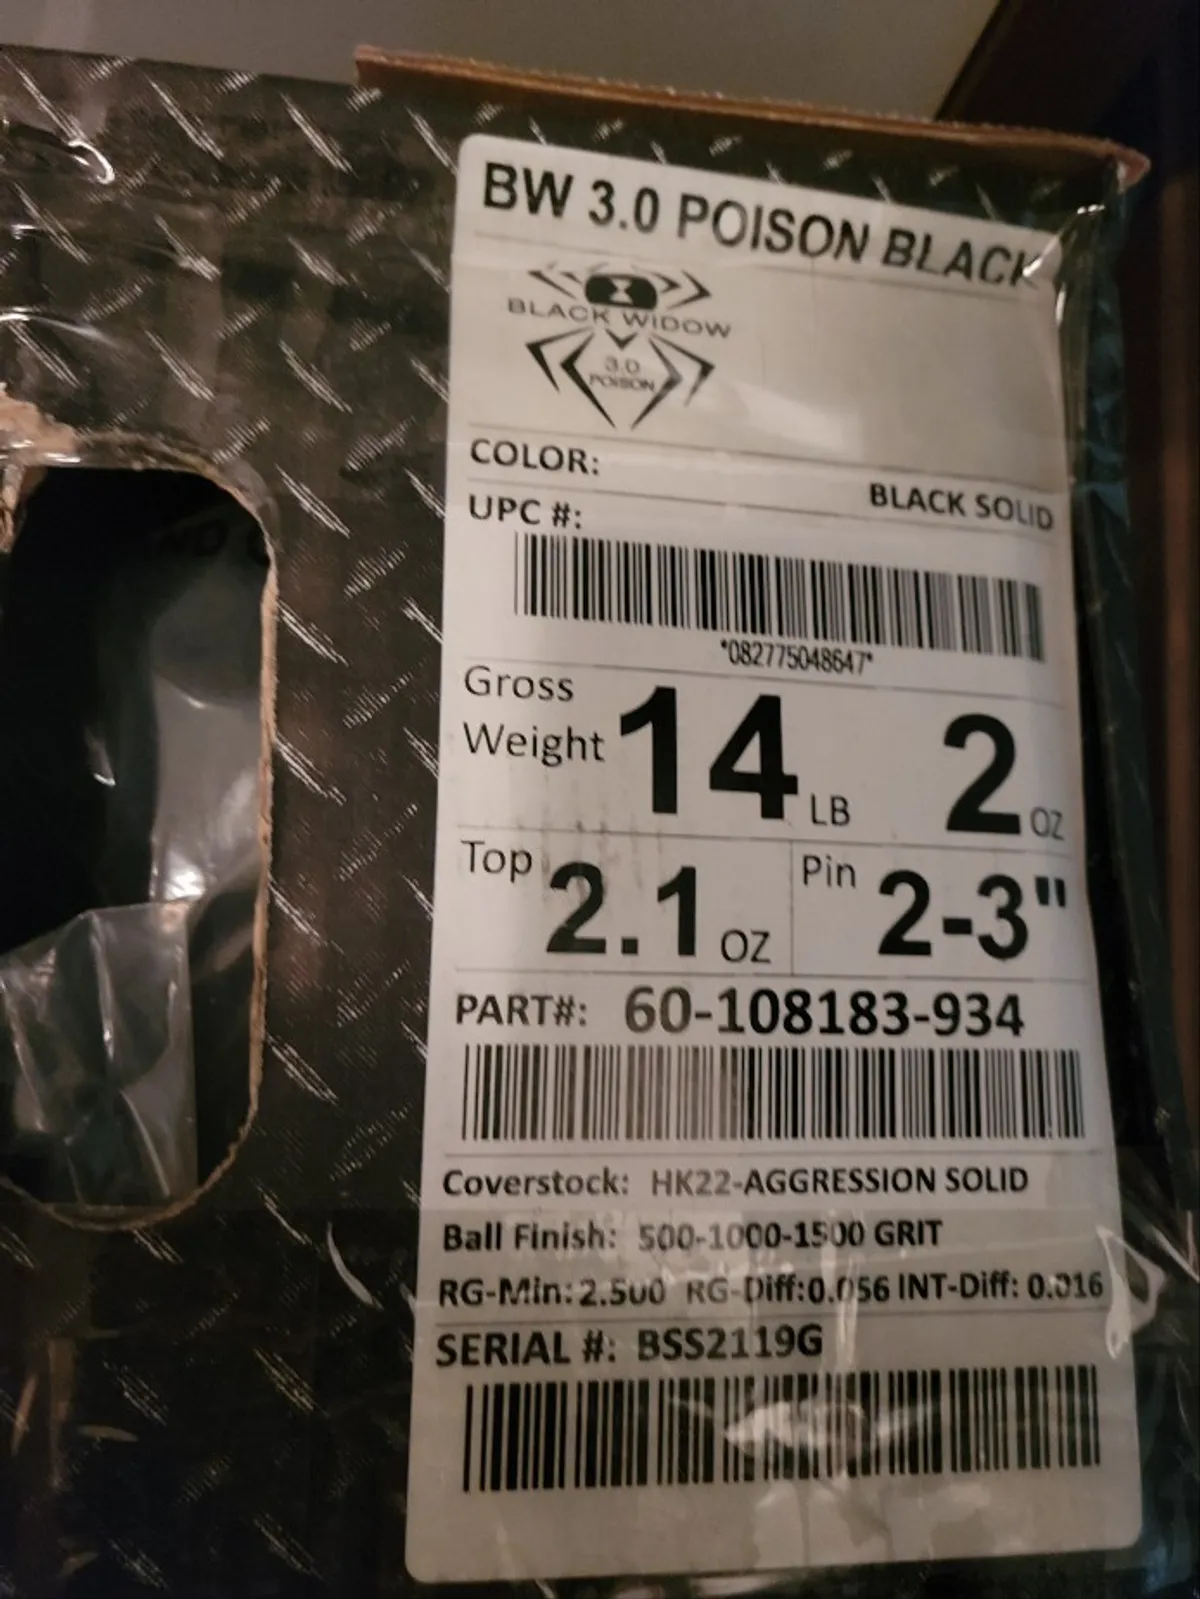 BW 3.0 POISON BLACK
BLACK WIDOW
3.0
POISON
COLOR:
BLACK SOLID
UPC #:
*082775048647*
Gross
Weight 14 LB 2 OZ
Top 2.1 OZ Pin 2-3"
PART#: 60-108183-934
Coverstock: HK22-AGGRESSION SOLID
Ball Finish: 500-1000-1500 GRIT
RG-Min: 2.500 RG-Diff:0.056 INT-Diff: 0.016
SERIAL #: BSS2119G